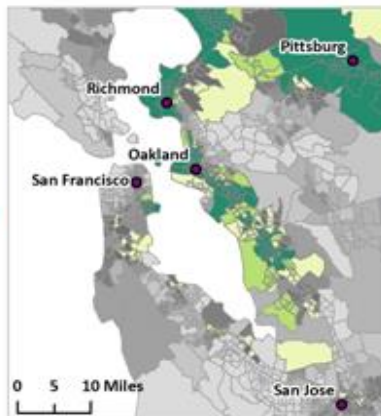 Pittsburg
Richmond
Oakland
San Francisco
0 5 10 Miles
San Jose